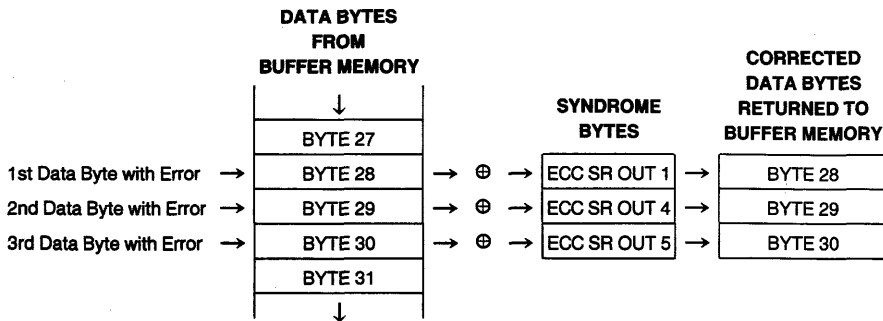 DATA BYTES
FROM
BUFFER MEMORY
CORRECTED
DATA BYTES
RETURNED TO
BUFFER MEMORY
SYNDROME
BYTES
↓
BYTE 27
1st Data Byte with Error → BYTE 28 → ⊕ → ECC SR OUT 1 → BYTE 28
2nd Data Byte with Error → BYTE 29 → ⊕ → ECC SR OUT 4 → BYTE 29
3rd Data Byte with Error → BYTE 30 → ⊕ → ECC SR OUT 5 → BYTE 30
BYTE 31
↓